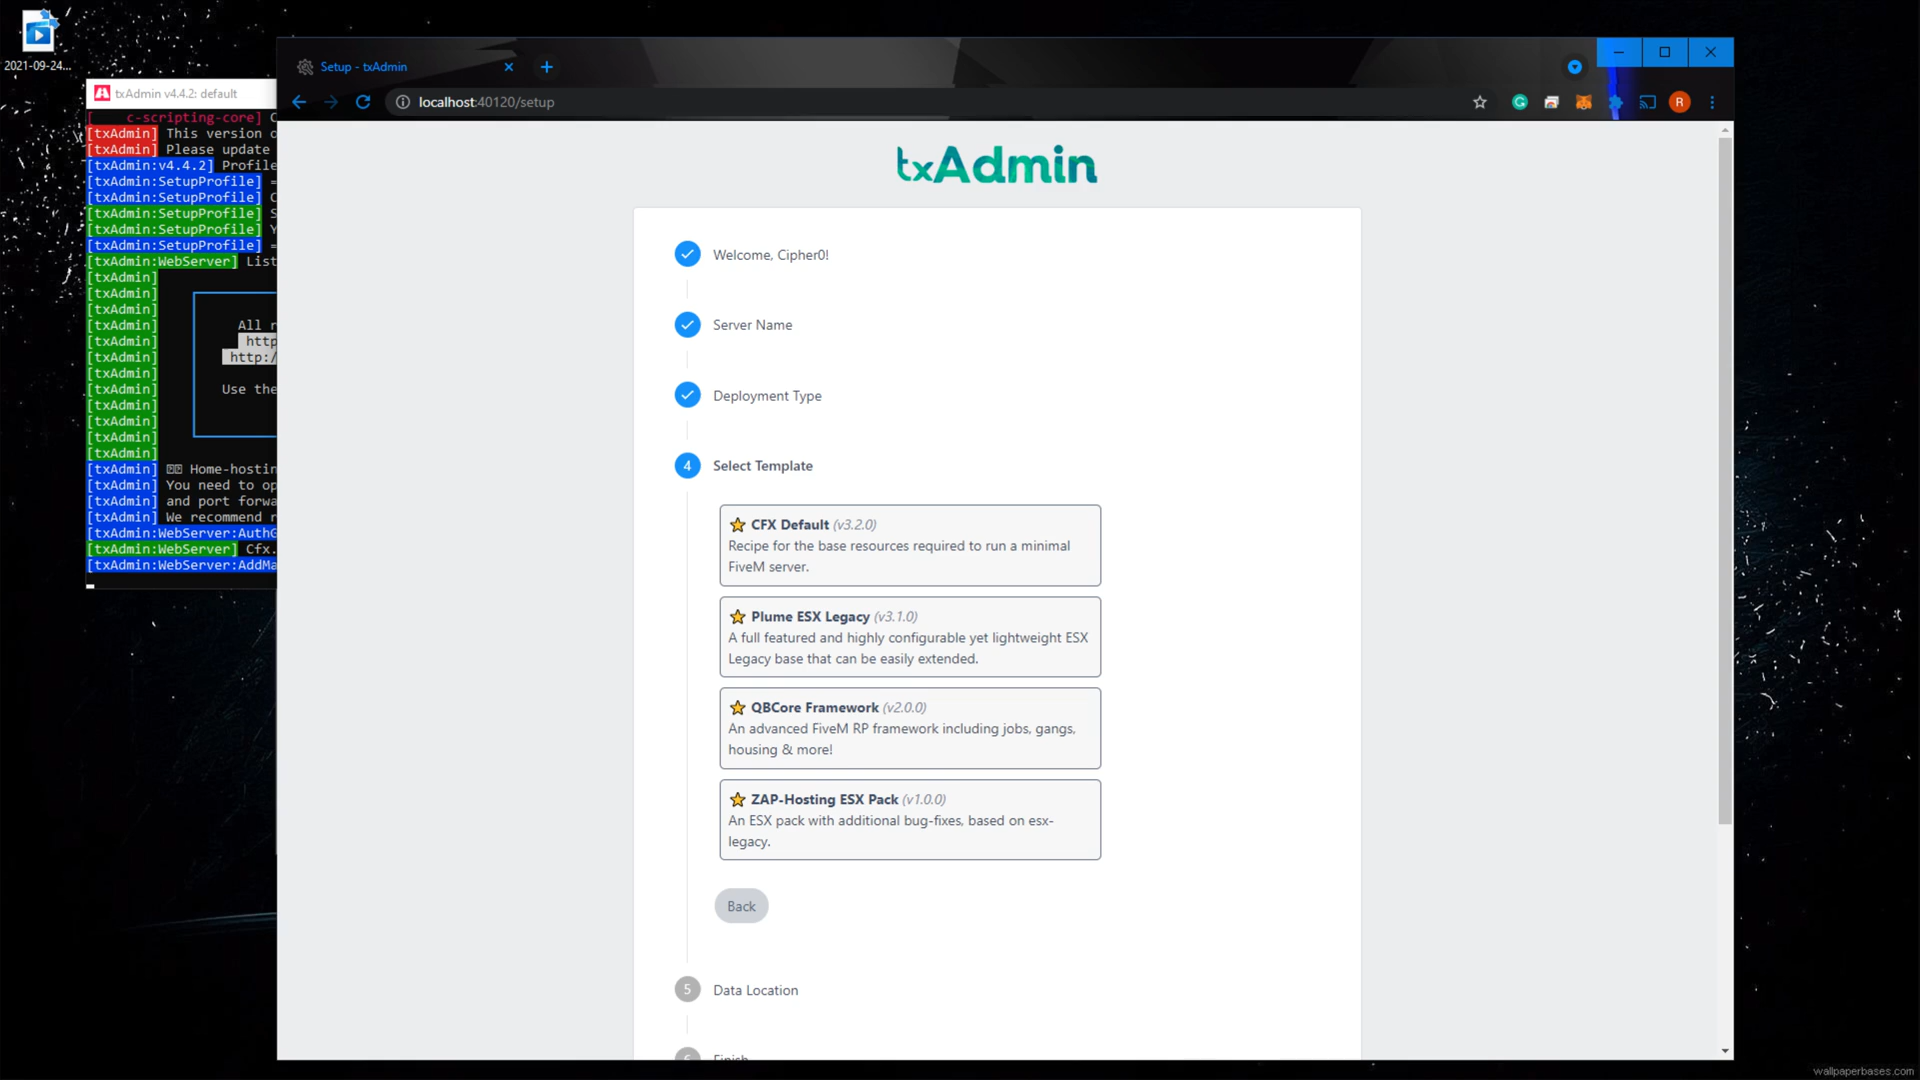 2021-09-24...
txAdmin v4.4.2: default
[ c-scripting-core] C
[txAdmin] This version o
[txAdmin] Please update
[txAdmin:v4.4.2] Profile
[txAdmin:SetupProfile] =
[txAdmin:SetupProfile] C
[txAdmin:SetupProfile] S
[txAdmin:SetupProfile] Y
[txAdmin:SetupProfile] =
[txAdmin:WebServer] List
[txAdmin]
[txAdmin]
[txAdmin]
[txAdmin] All r
[txAdmin] http
[txAdmin] http:/
[txAdmin]
[txAdmin] Use the
[txAdmin]
[txAdmin]
[txAdmin]
[txAdmin]
[txAdmin] Home-hostin
[txAdmin] You need to op
[txAdmin] and port forwa
[txAdmin] We recommend r
[txAdmin:WebServer:AuthG
[txAdmin:WebServer] Cfx.
[txAdmin:WebServer:AddMa
Setup - txAdmin
localhost:40120/setup
R
txAdmin
Welcome, Cipher0!
Server Name
Deployment Type
4 Select Template
CFX Default (v3.2.0)
Recipe for the base resources required to run a minimal
FiveM server.
Plume ESX Legacy (v3.1.0)
A full featured and highly configurable yet lightweight ESX
Legacy base that can be easily extended.
QBCore Framework (v2.0.0)
An advanced FiveM RP framework including jobs, gangs,
housing & more!
ZAP-Hosting ESX Pack (v1.0.0)
An ESX pack with additional bug-fixes, based on esx-
legacy.
Back
5 Data Location
6 Finish
wallpaperbases.com